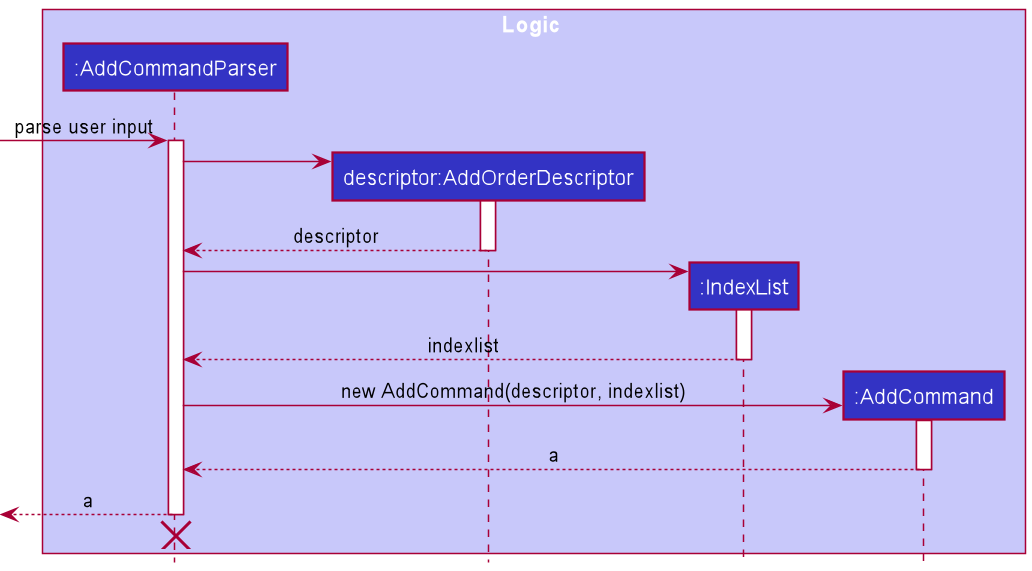 Logic
:AddCommandParser
parse user input
descriptor:AddOrderDescriptor
descriptor
:IndexList
indexlist
new AddCommand(descriptor, indexlist)
:AddCommand
a
a